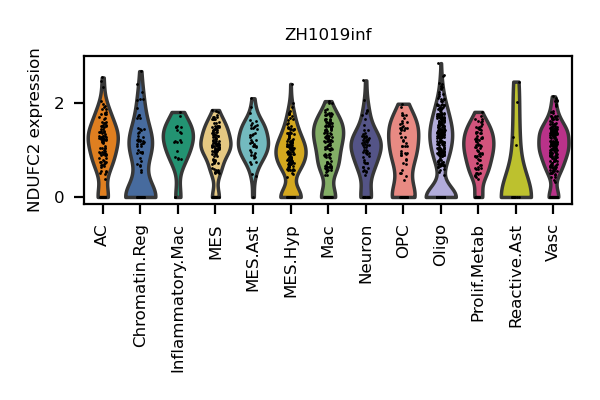 ZH1019inf
NDUFC2 expression
2
0
AC
Chromatin.Reg
Inflammatory.Mac
MES
MES.Ast
MES.Hyp
Mac
Neuron
OPC
Oligo
Prolif.Metab
Reactive.Ast
Vasc